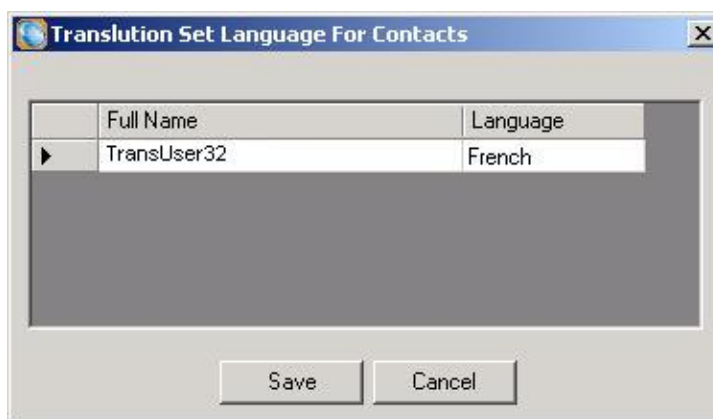 Translution Set Language For Contacts
Full Name Language
TransUser32 French
Save Cancel